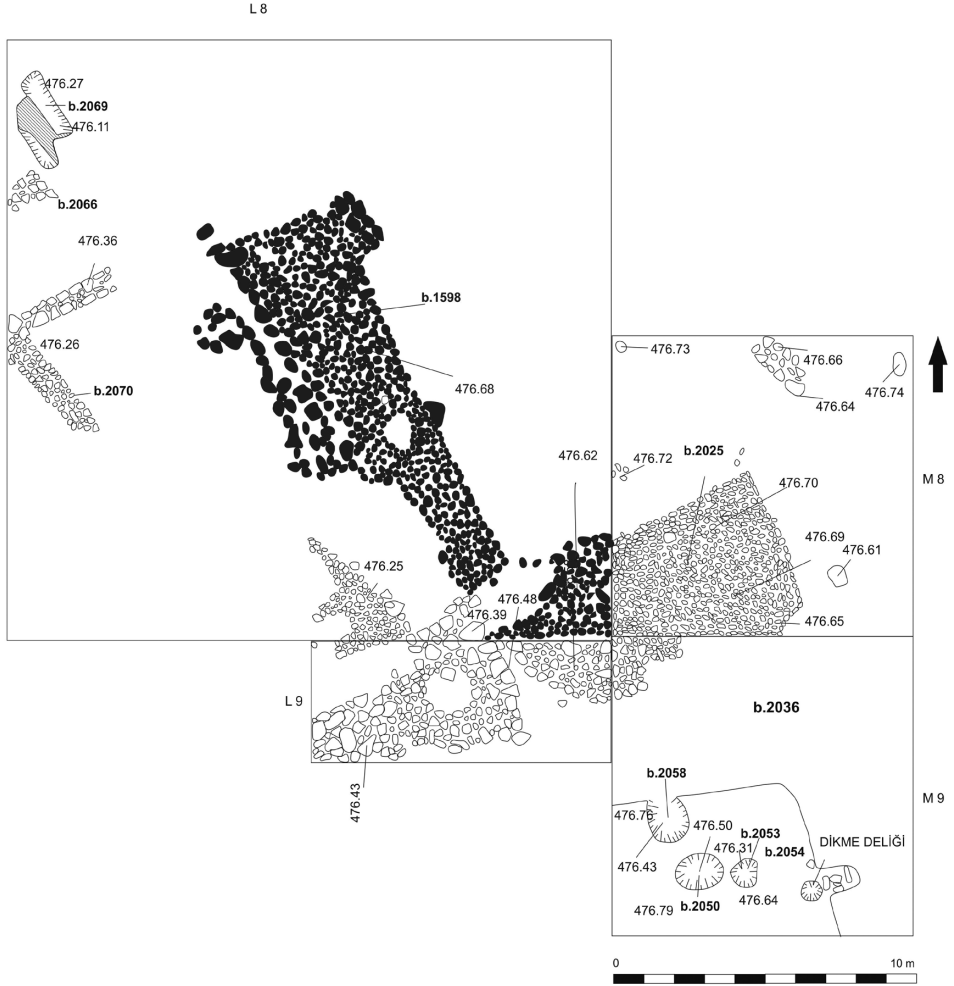 L 8
476.27
b.2069
476.11
b.2066
476.36
476.26
b.2070
b.1598
476.68
476.73
476.66
476.74
476.64
476.62
476.72
b.2025
476.70
M 8
476.69
476.61
476.25
476.48
476.39
476.65
L 9
b.2036
476.43
b.2058
M 9
476.76
476.50
b.2053
476.31
b.2054
DİKME DELİĞİ
476.43
476.79
b.2050
476.64
0
10 m